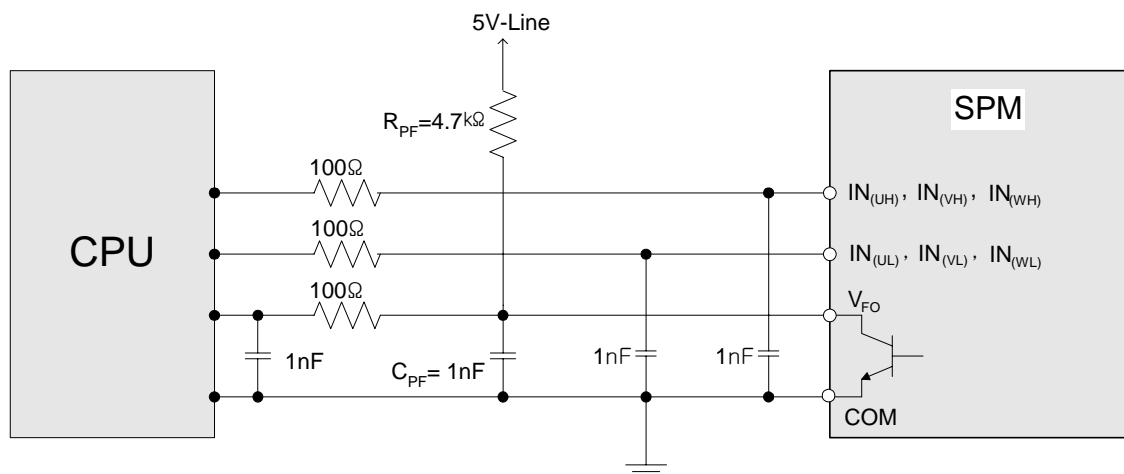 5V-Line
SPM
R_PF=4.7kΩ
100Ω
IN(UH), IN(VH), IN(WH)
CPU
100Ω
IN(UL), IN(VL), IN(WL)
100Ω
V_FO
1nF
C_PF= 1nF
1nF
1nF
COM